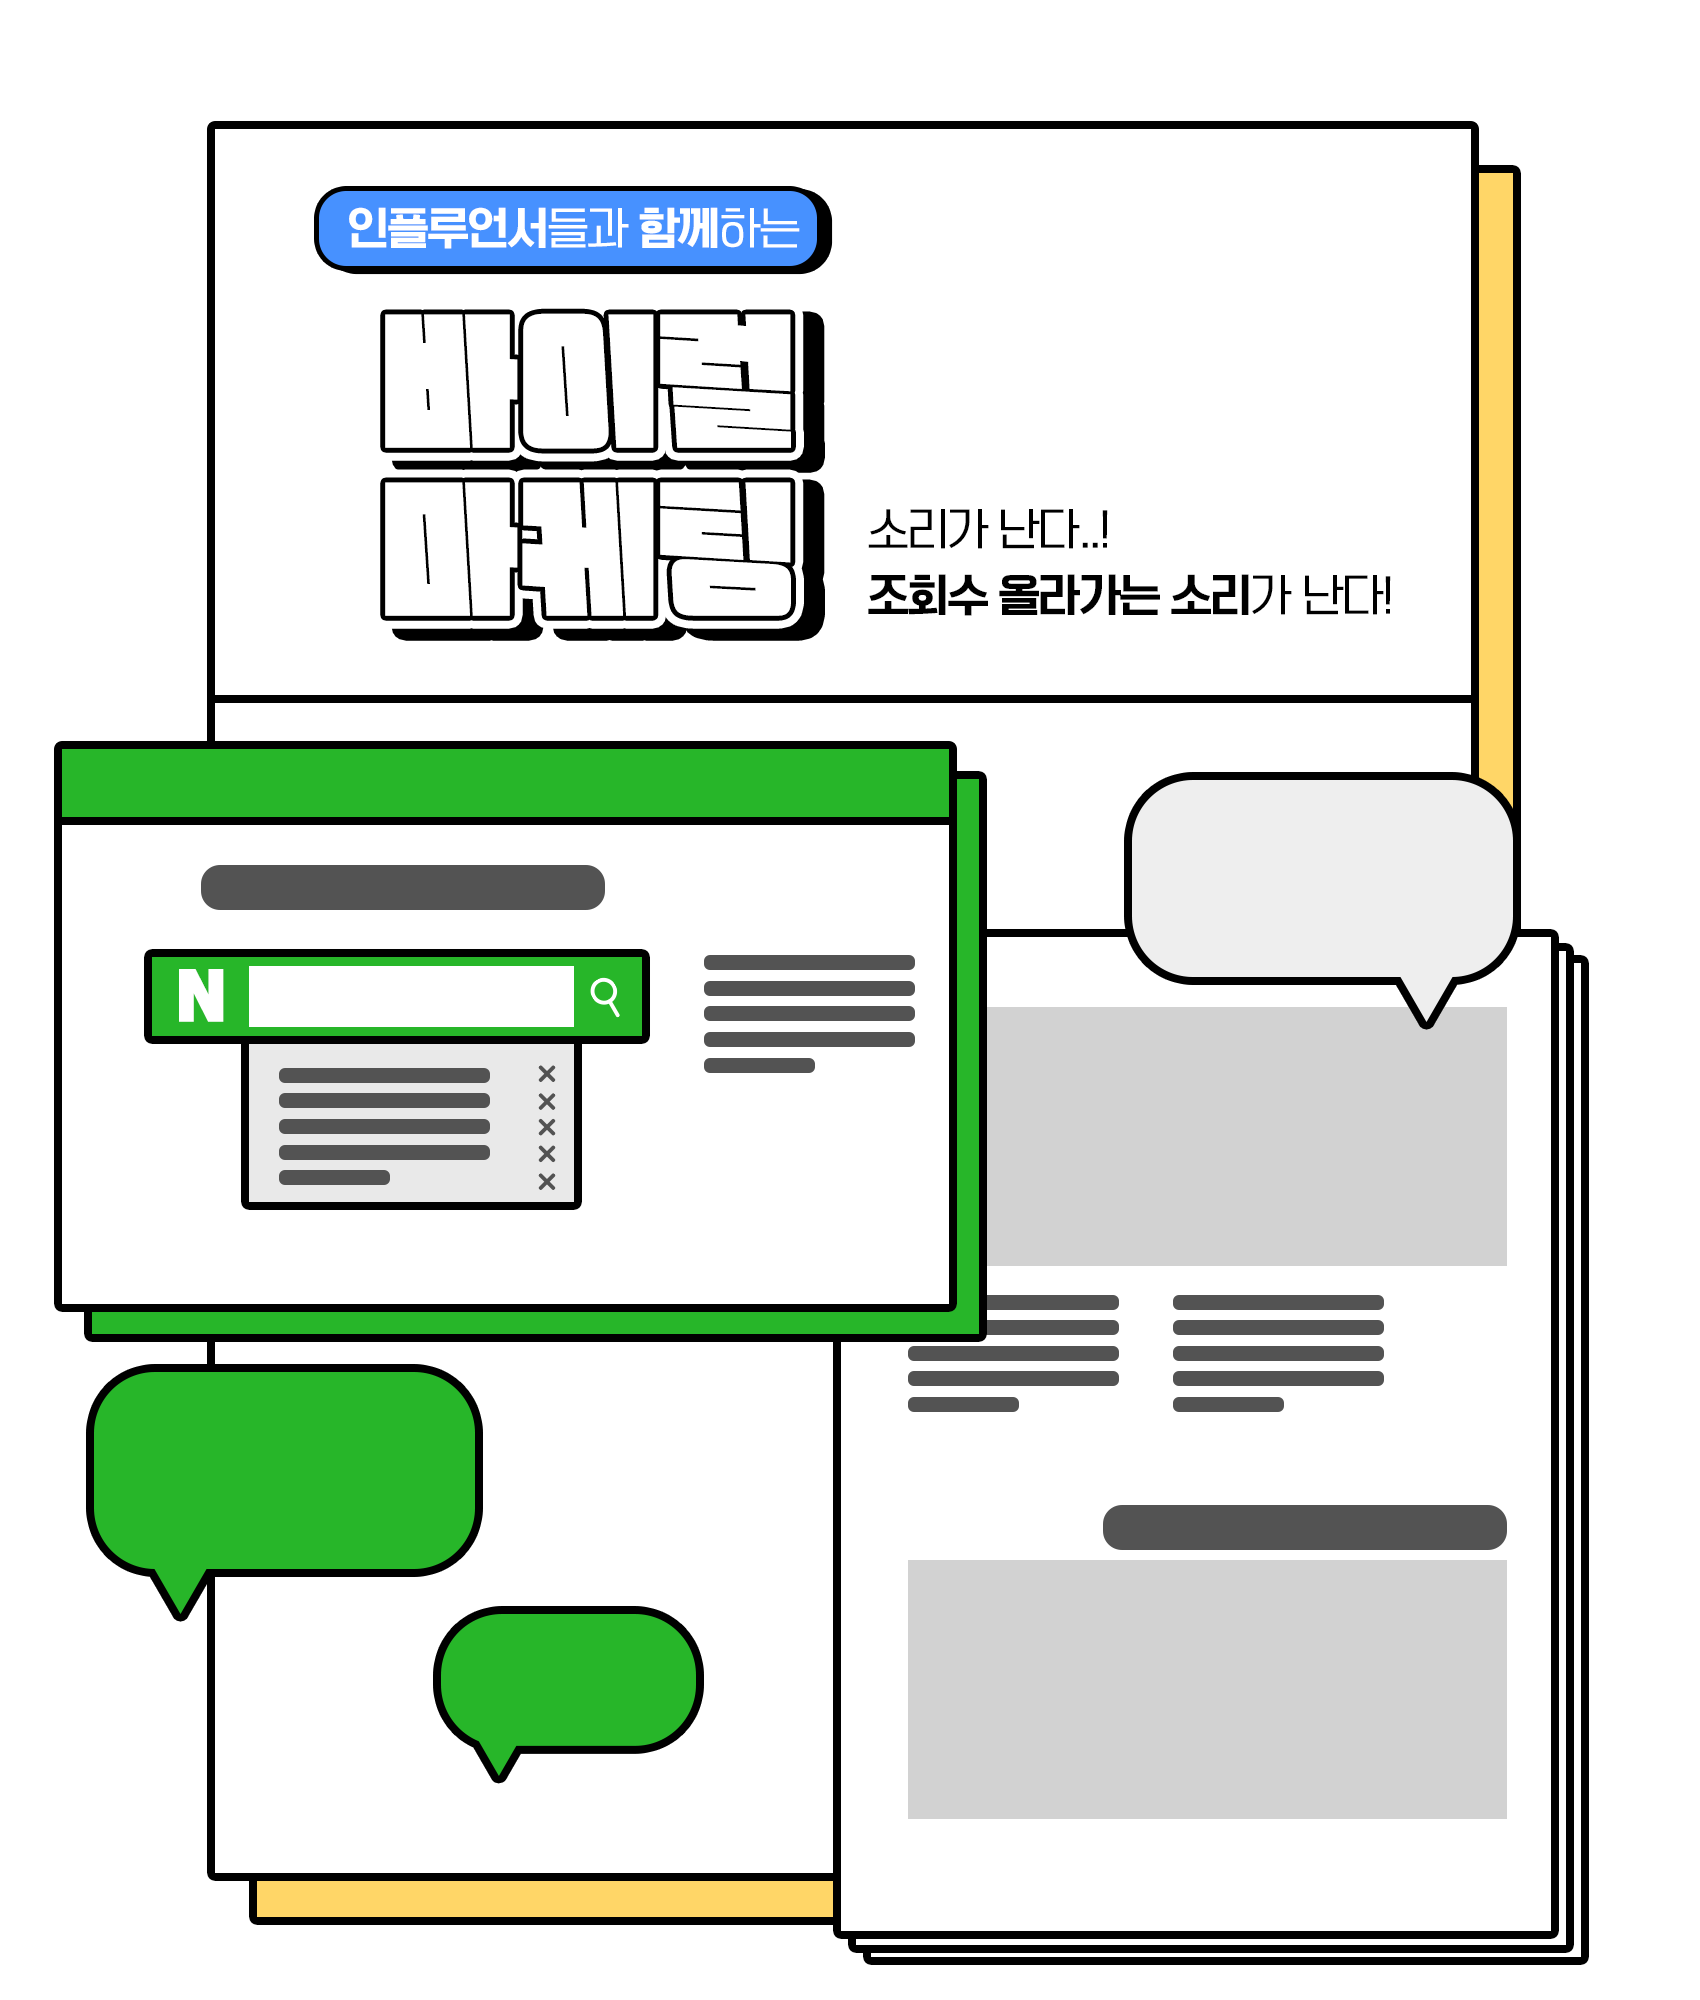 인플루언서들과 함께하는
바이럴
마케팅
소리가 난다..!
조회수 올라가는 소리가 난다!
N